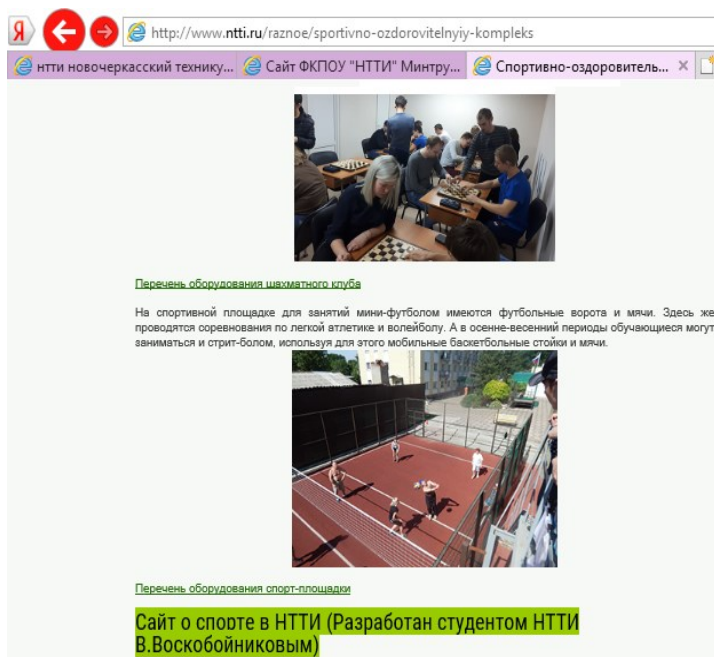 Я
http://www.ntti.ru/raznoe/sportivno-ozdorovitelnyiy-kompleks
нтти новочеркасский технику...
Сайт ФКПОУ "НТТИ" Минтру...
Спортивно-оздоровитель...
Перечень оборудования шахматного клуба
На спортивной площадке для занятий мини-футболом имеются футбольные ворота и мячи. Здесь же
проводятся соревнования по легкой атлетике и волейболу. А в осенне-весенний периоды обучающиеся могут
заниматься и стрит-болом, используя для этого мобильные баскетбольные стойки и мячи.
Перечень оборудования спорт-площадки
Сайт о спорте в НТТИ (Разработан студентом НТТИ
В.Воскобойниковым)